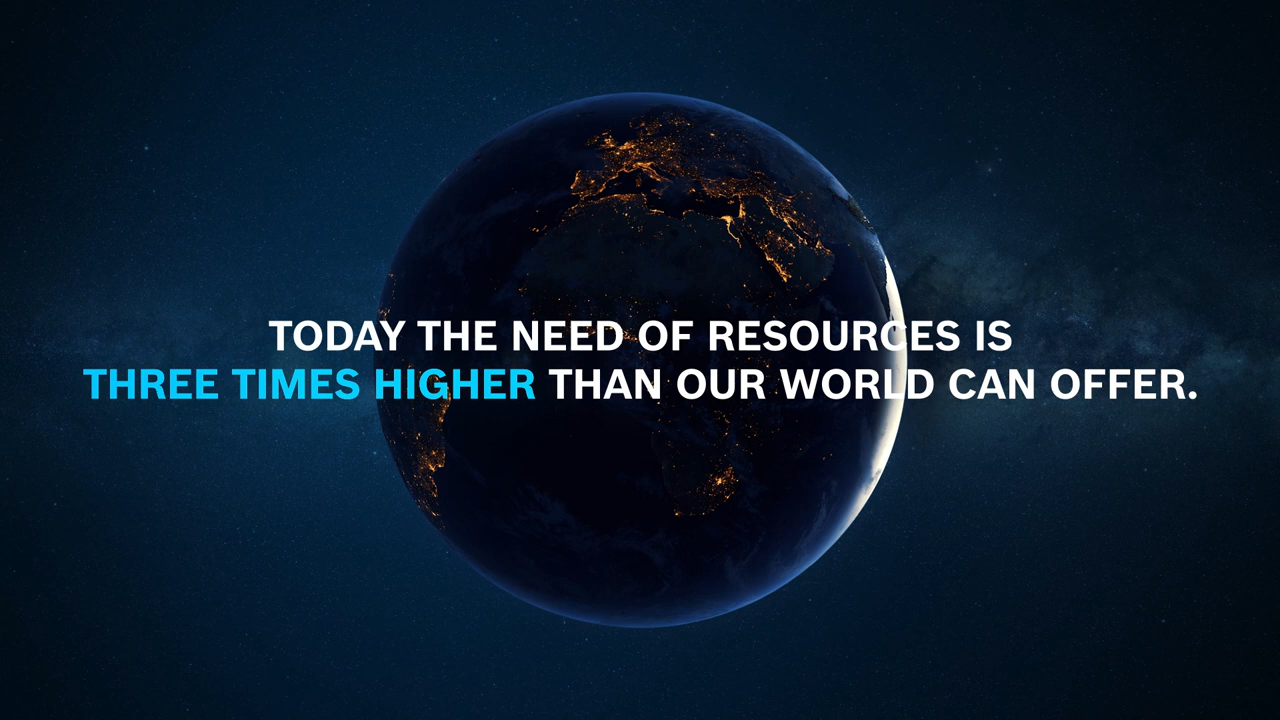 TODAY THE NEED OF RESOURCES IS
THREE TIMES HIGHER THAN OUR WORLD CAN OFFER.